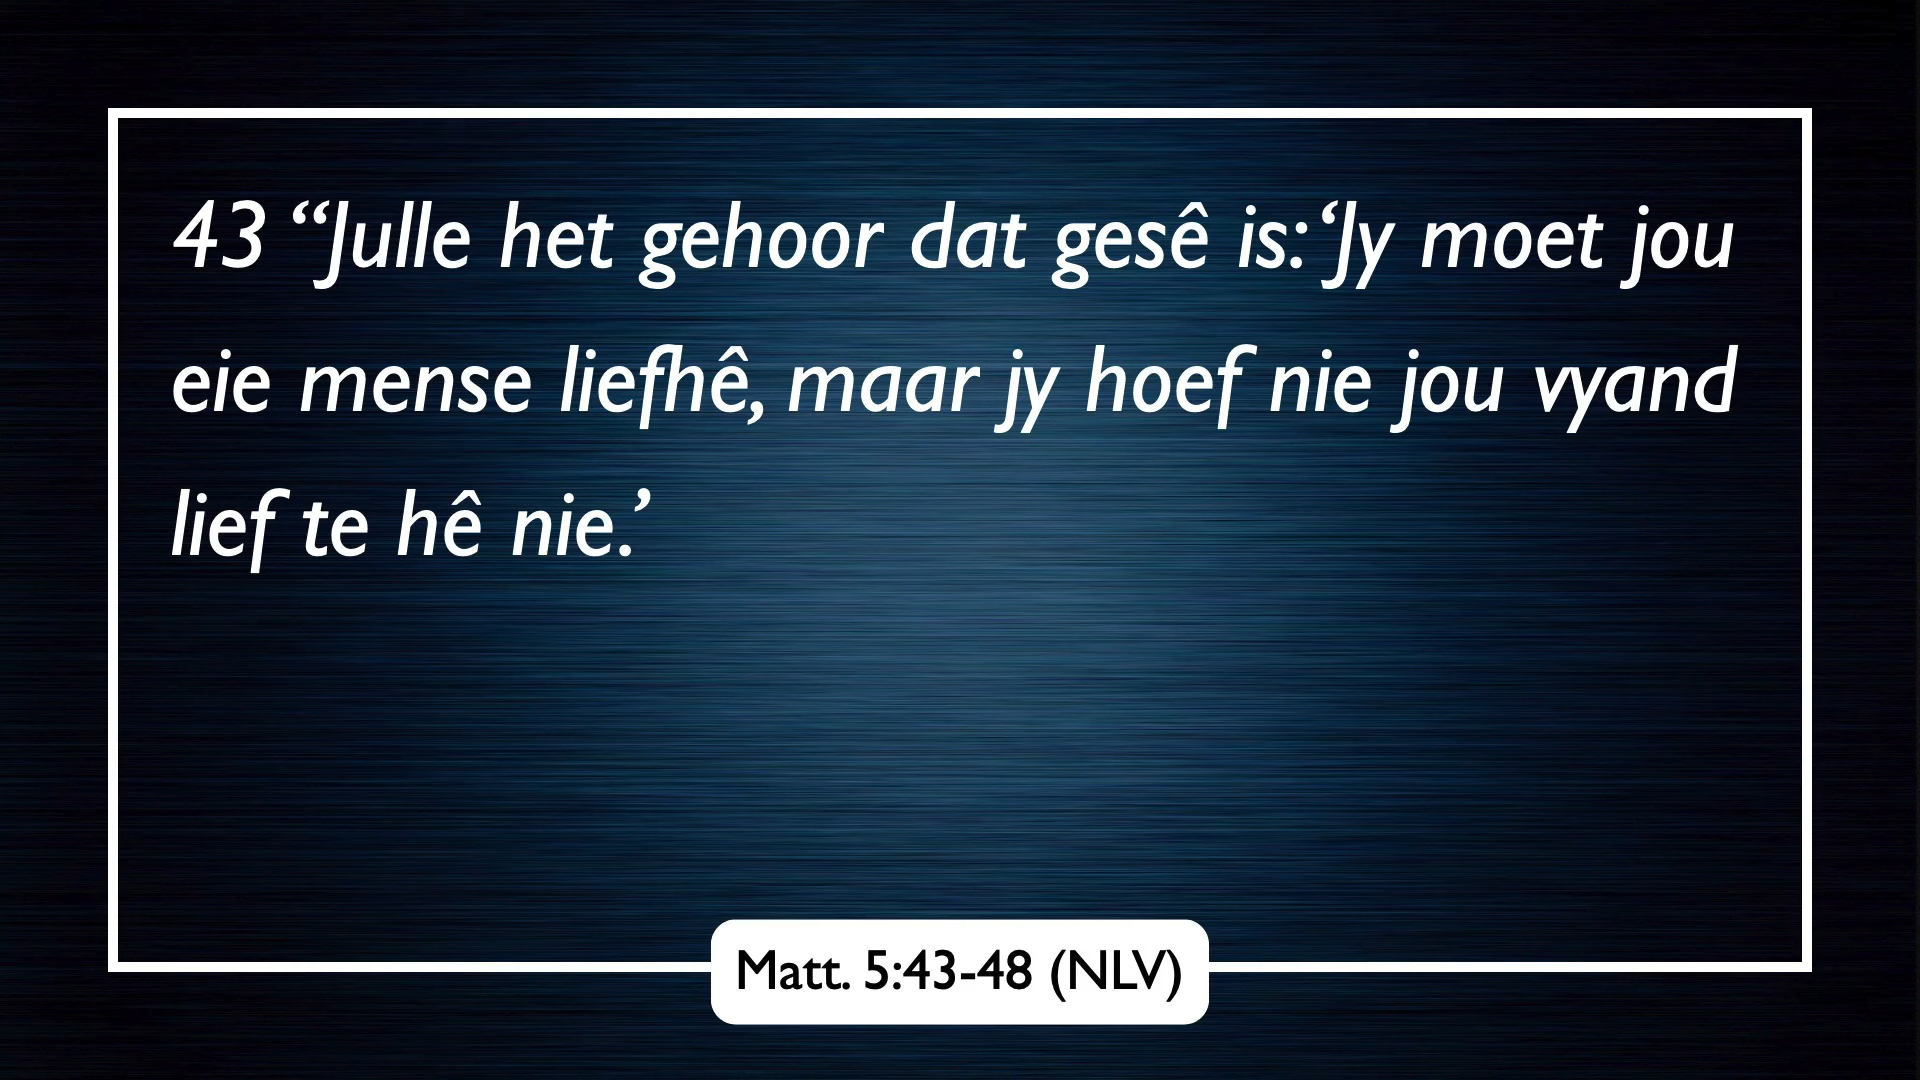 43 “Julle het gehoor dat gesê is: ‘Jy moet jou
eie mense liefhê, maar jy hoef nie jou vyand
lief te hê nie.’
Matt. 5:43-48 (NLV)